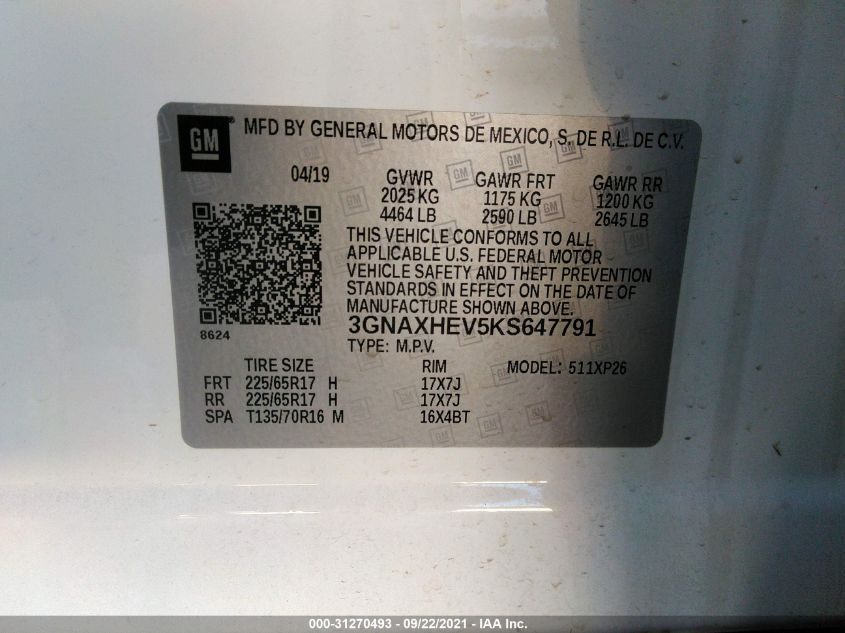 GM MFD BY GENERAL MOTORS DE MEXICO, S. DE R.L. DE C.V.
04/19 GVWR GAWR FRT GAWR RR
2025 KG 1175 KG 1200 KG
4464 LB 2590 LB 2645 LB
THIS VEHICLE CONFORMS TO ALL
APPLICABLE U.S. FEDERAL MOTOR
VEHICLE SAFETY AND THEFT PREVENTION
STANDARDS IN EFFECT ON THE DATE OF
MANUFACTURE SHOWN ABOVE.
8624 3GNAXHEV5KS647791
TYPE: M.P.V.
TIRE SIZE RIM MODEL: 511XP26
FRT 225/65R17 H 17X7J
RR 225/65R17 H 17X7J
SPA T135/70R16 M 16X4BT
000-31270493 - 09/22/2021 - IAA Inc.